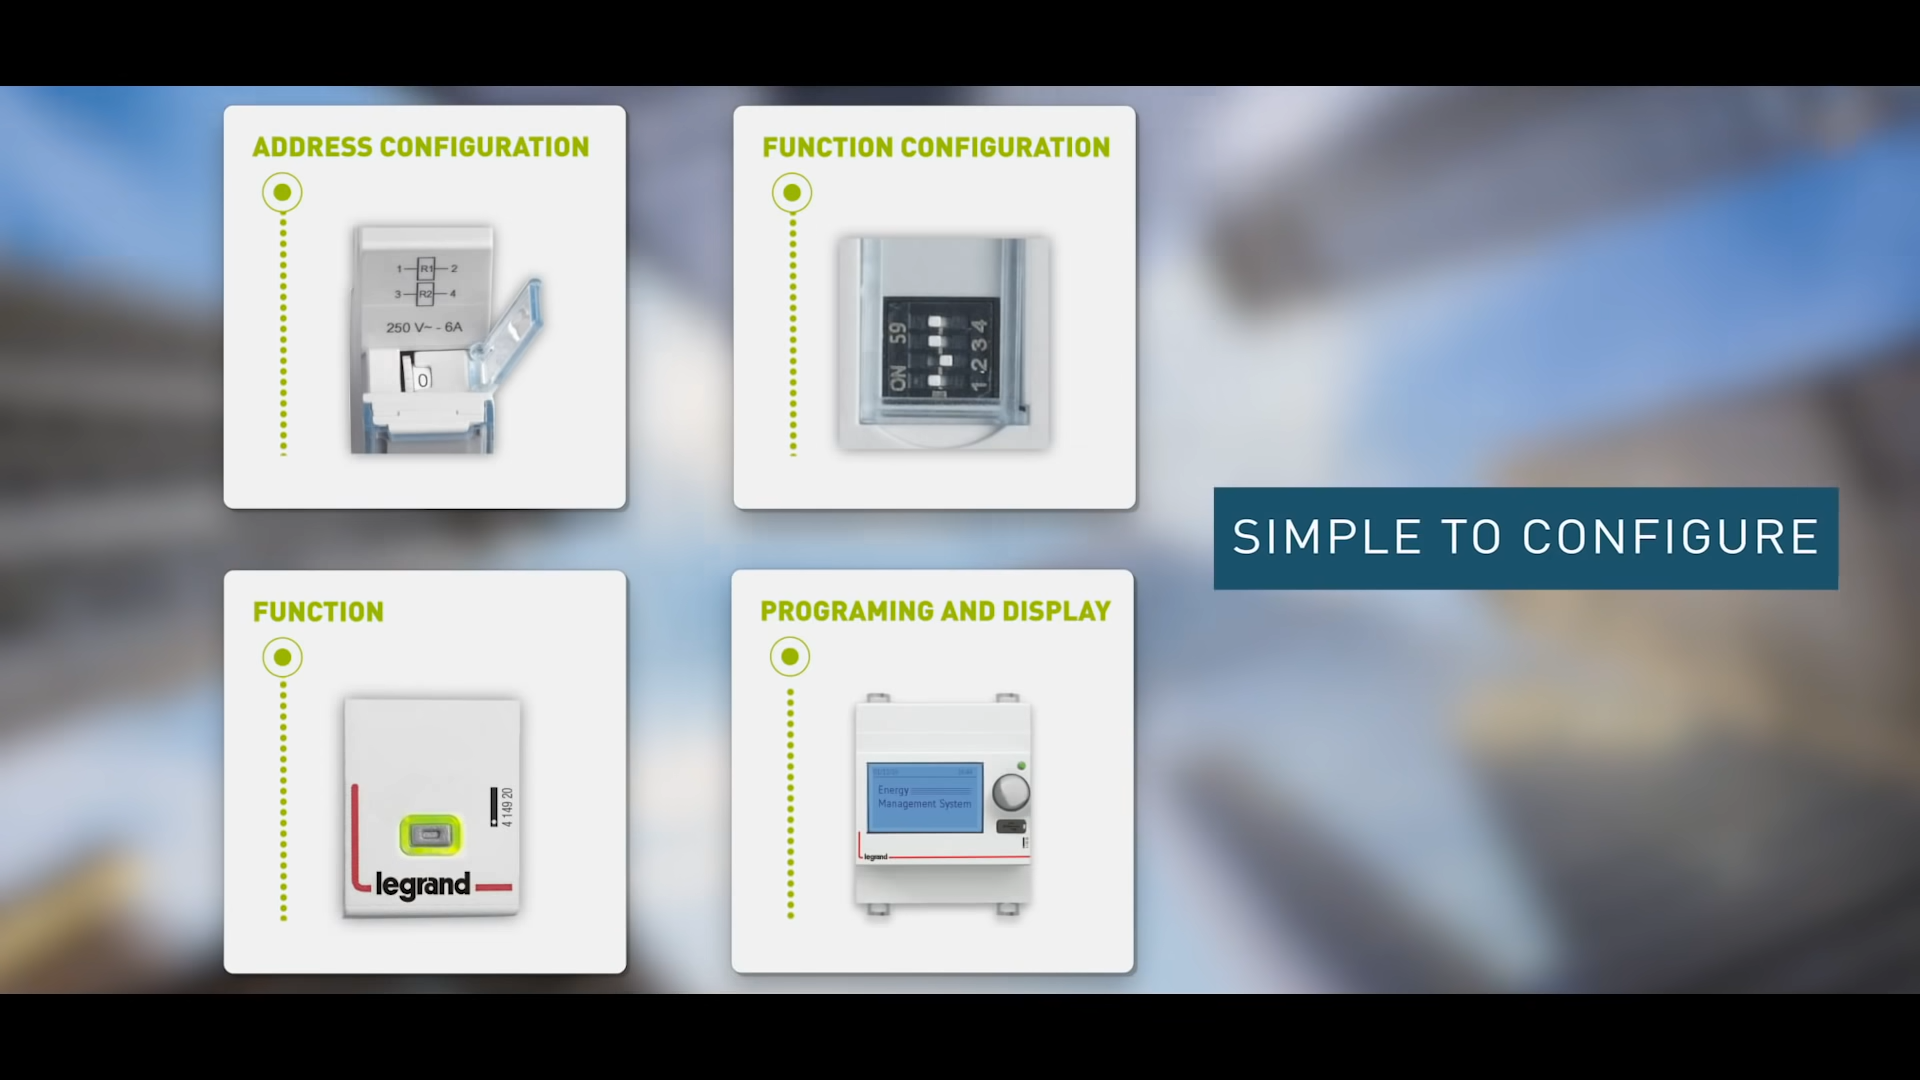 ADDRESS CONFIGURATION
1 R1 2
3 R2 4
250 V~ - 6A
0
FUNCTION CONFIGURATION
ON 59
1 2 3 4
SIMPLE TO CONFIGURE
FUNCTION
4 149 20
legrand
PROGRAMING AND DISPLAY
Energy
Management System
legrand